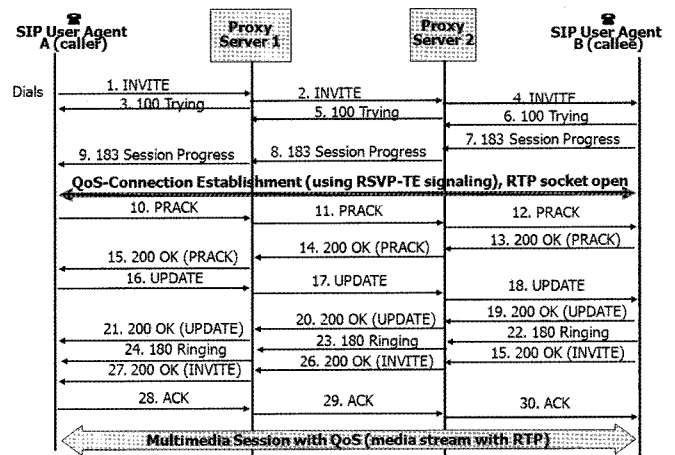 SIP User Agent
A (caller)
Proxy
Server 1
Proxy
Server 2
SIP User Agent
B (callee)
Dials
1. INVITE
2. INVITE
3. 100 Trying
4. INVITE
5. 100 Trying
6. 100 Trying
7. 183 Session Progress
8. 183 Session Progress
9. 183 Session Progress
QoS-Connection Establishment (using RSVP-TE signaling), RTP socket open
10. PRACK
11. PRACK
12. PRACK
13. 200 OK (PRACK)
14. 200 OK (PRACK)
15. 200 OK (PRACK)
16. UPDATE
17. UPDATE
18. UPDATE
19. 200 OK (UPDATE)
20. 200 OK (UPDATE)
21. 200 OK (UPDATE)
22. 180 Ringing
23. 180 Ringing
24. 180 Ringing
15. 200 OK (INVITE)
26. 200 OK (INVITE)
27. 200 OK (INVITE)
28. ACK
29. ACK
30. ACK
Multimedia Session with QoS (media stream with RTP)